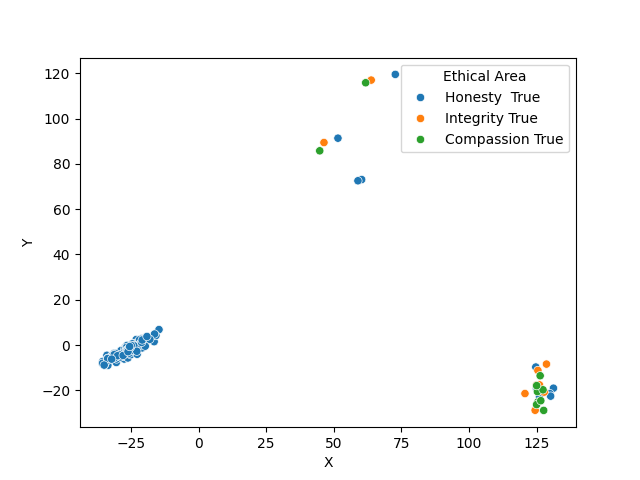 Ethical Area
Honesty  True
Integrity True
Compassion True
120
100
80
60
40
20
0
−20
Y
−25 0 25 50 75 100 125
X